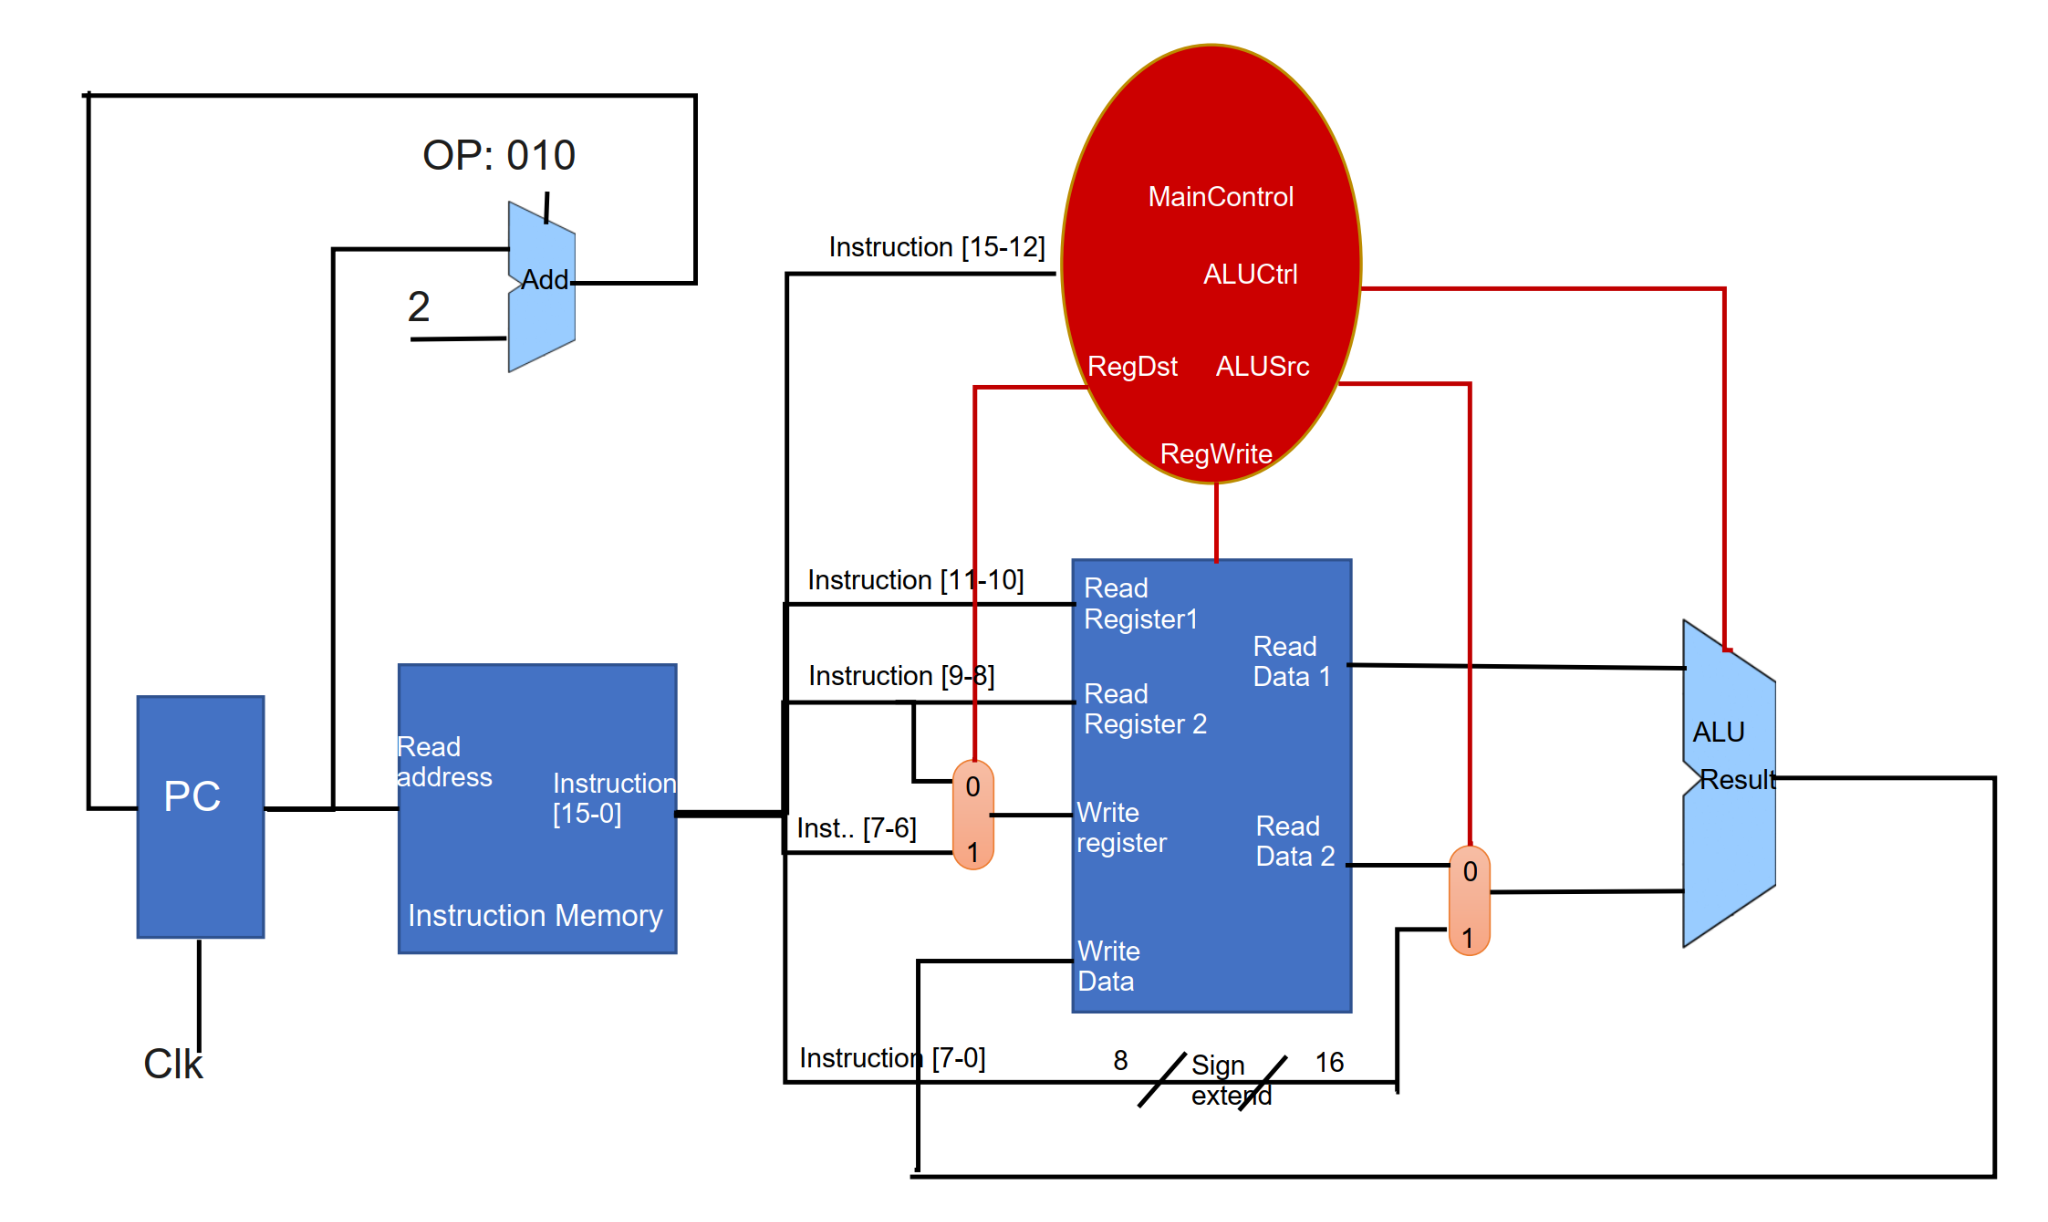 OP: 010
Add
2
MainControl
Instruction [15-12]
ALUCtrl
RegDst
ALUSrc
RegWrite
Instruction [11-10]
Read
Register1
Instruction [9-8]
Read
Register 2
Read
Data 1
PC
Read
address
Instruction
[15-0]
Instruction Memory
Inst.. [7-6]
0
1
Write
register
Read
Data 2
0
1
ALU
Result
Write
Data
Clk
Instruction [7-0]
8
Sign
extend
16